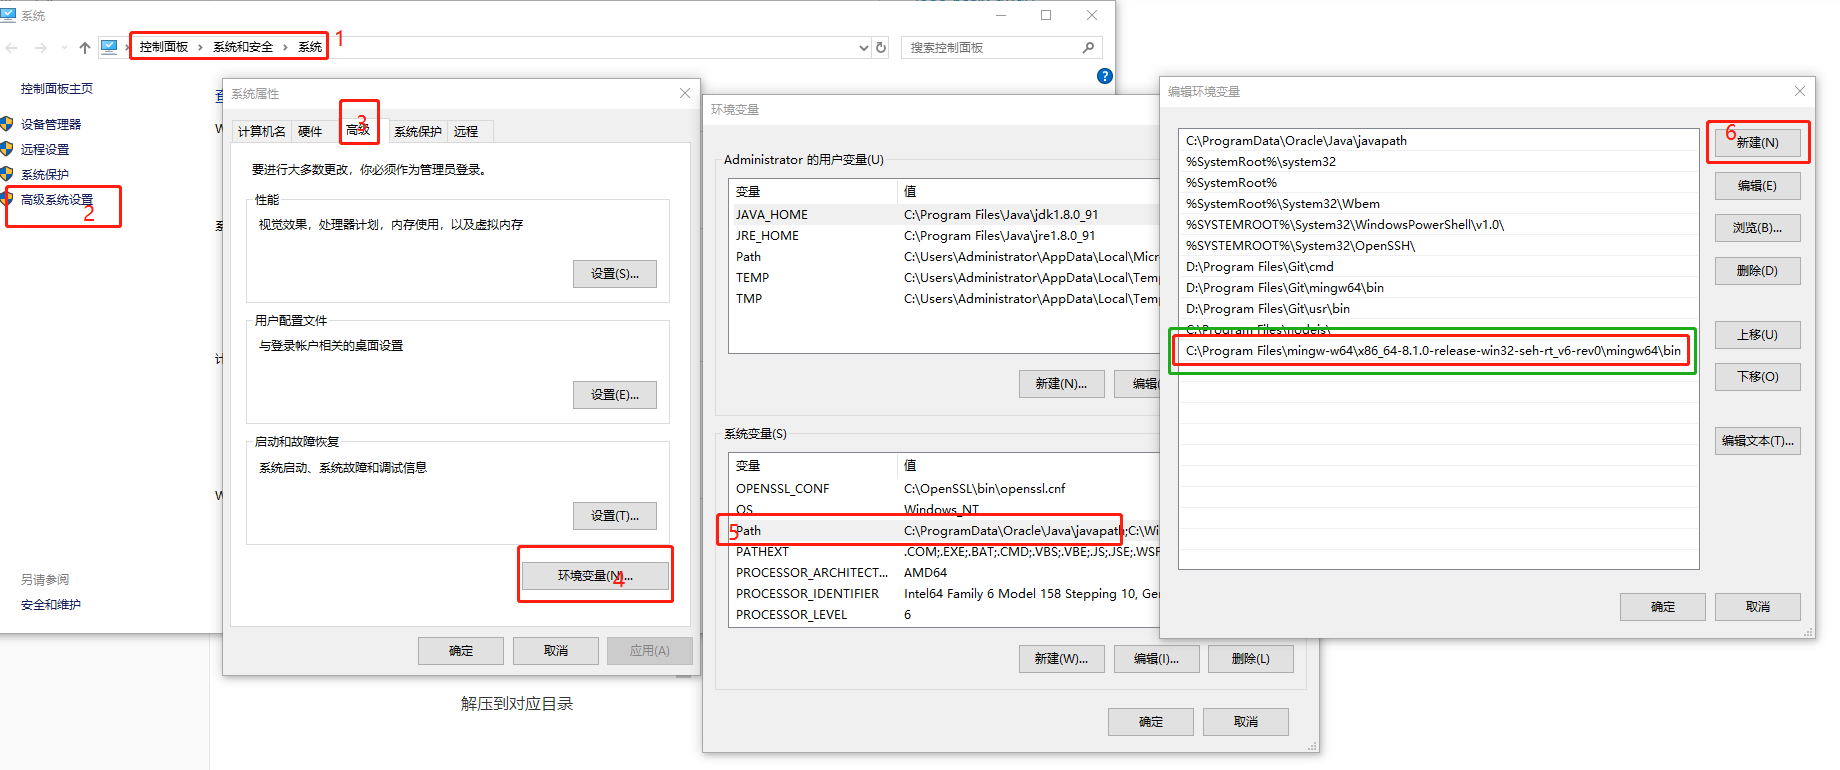 系统
控制面板 › 系统和安全 › 系统
1
搜索控制面板
控制面板主页
设备管理器
远程设置
系统保护
高级系统设置
2
另请参阅
安全和维护
系统属性
计算机名
硬件
高级
3
系统保护
远程
要进行大多数更改，你必须作为管理员登录。
性能
视觉效果，处理器计划，内存使用，以及虚拟内存
设置(S)...
用户配置文件
与登录帐户相关的桌面设置
设置(E)...
启动和故障恢复
系统启动、系统故障和调试信息
设置(T)...
环境变量(N)...
4
确定
取消
应用(A)
解压到对应目录
环境变量
Administrator 的用户变量(U)
变量 值
JAVA_HOME C:\Program Files\Java\jdk1.8.0_91
JRE_HOME C:\Program Files\Java\jre1.8.0_91
Path C:\Users\Administrator\AppData\Local\Micr
TEMP C:\Users\Administrator\AppData\Local\Temp
TMP C:\Users\Administrator\AppData\Local\Temp
新建(N)...
编辑(
系统变量(S)
变量 值
OPENSSL_CONF C:\OpenSSL\bin\openssl.cnf
OS Windows_NT
5
Path C:\ProgramData\Oracle\Java\javapath;C:\Wi
PATHEXT .COM;.EXE;.BAT;.CMD;.VBS;.VBE;.JS;.JSE;.WSF
PROCESSOR_ARCHITECT... AMD64
PROCESSOR_IDENTIFIER Intel64 Family 6 Model 158 Stepping 10, Ge
PROCESSOR_LEVEL 6
新建(W)...
编辑(I)...
删除(L)
确定
取消
编辑环境变量
C:\ProgramData\Oracle\Java\javapath
%SystemRoot%\system32
%SystemRoot%
%SystemRoot%\System32\Wbem
%SYSTEMROOT%\System32\WindowsPowerShell\v1.0\
%SYSTEMROOT%\System32\OpenSSH\
D:\Program Files\Git\cmd
D:\Program Files\Git\mingw64\bin
D:\Program Files\Git\usr\bin
C:\Program Files\nodejs\
C:\Program Files\mingw-w64\x86_64-8.1.0-release-win32-seh-rt_v6-rev0\mingw64\bin
6
新建(N)
编辑(E)
浏览(B)...
删除(D)
上移(U)
下移(O)
编辑文本(T)...
确定
取消